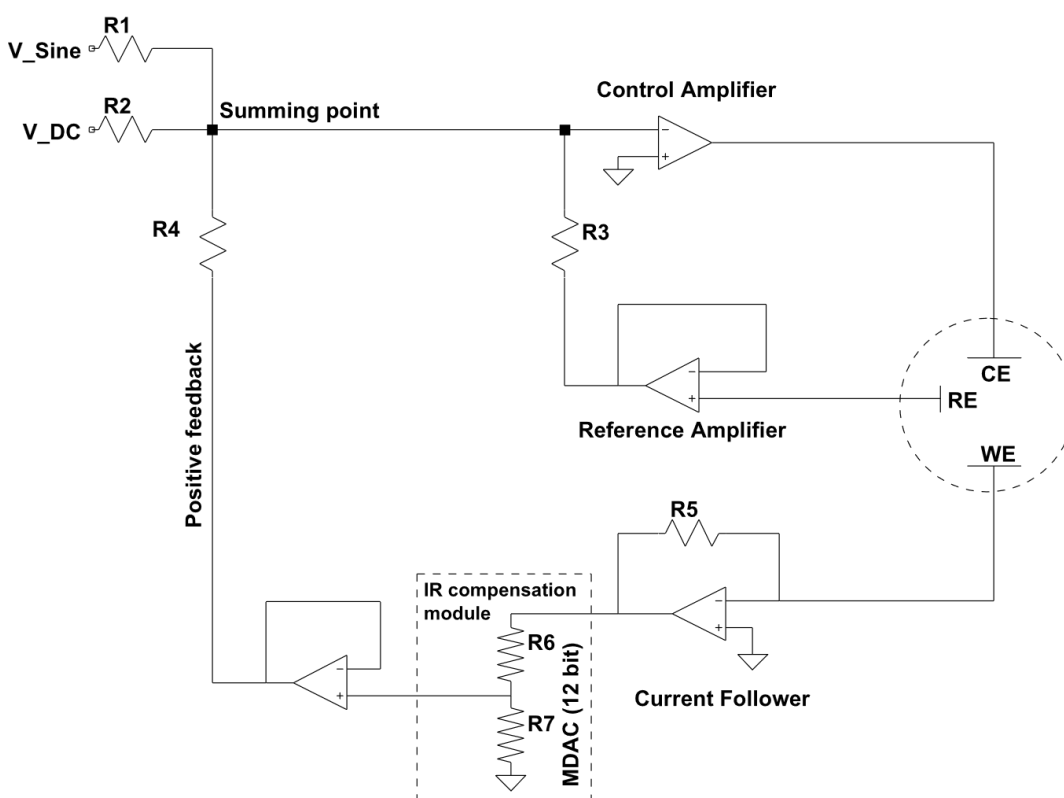 R1
V_Sine
R2
V_DC
Summing point
Control Amplifier
−
+
R4
R3
Positive feedback
−
+
Reference Amplifier
CE
RE
WE
R5
IR compensation
module
−
+
R6
MDAC (12 bit)
−
+
R7
Current Follower